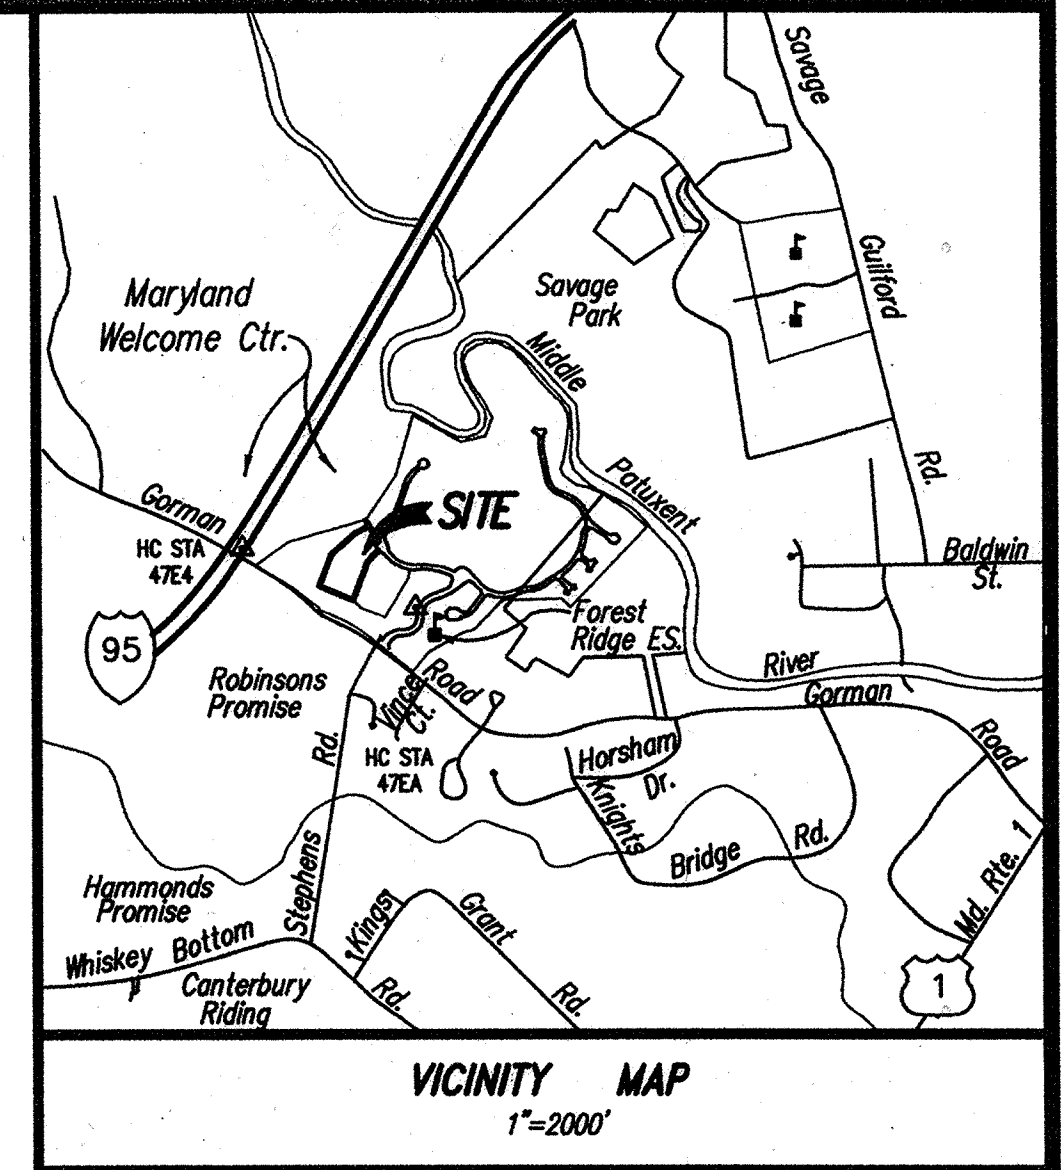 Savage
Guilford
Rd.
Maryland
Welcome Ctr.
Savage
Park
Middle
Patuxent
River
Gorman
HC STA
47E4
SITE
95
Baldwin
St.
Forest
Ridge ES.
Robinsons
Promise
Road
Vince
Ct.
HC STA
47EA
Gorman
Road
Horsham
Dr.
Knights
Bridge
Rd.
Md. Rte. 1
1
Stephens
Rd.
Hammonds
Promise
Whiskey Bottom
Rd.
Kings
Grant
Rd.
Canterbury
Riding
VICINITY MAP
1"=2000'